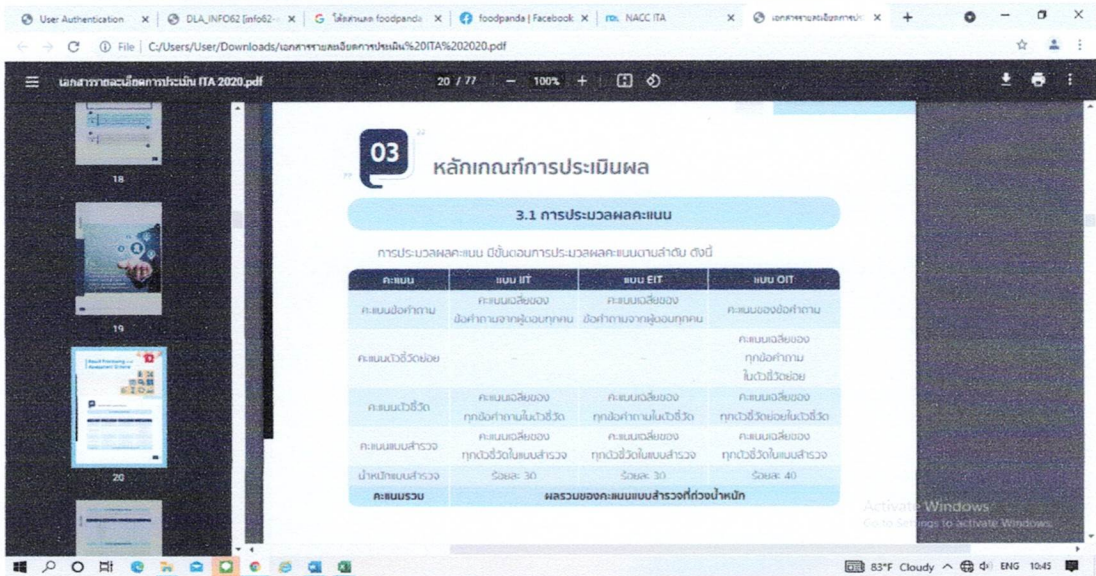 User Authentication
DLA_INFO62 [info62-
foodpanda
foodpanda | Facebook
NACC ITA
เอกสารรายละเอียดการประเมิน
File
C:/Users/User/Downloads/เอกสารรายละเอียดการประเมิน%20ITA%202020.pdf
เอกสารรายละเอียดการประเมิน ITA 2020.pdf
20 / 77
100%
18
19
20
03
หลักเกณฑ์การประเมินผล
3.1 การประมวลผลคะแนน
การประมวลผลคะแนน มีขั้นตอนการประมวลผลคะแนนตามลำดับ ดังนี้
คะแนน แบบ IIT แบบ EIT แบบ OIT
คะแนนข้อคำถาม คะแนนเฉลี่ยของ ข้อคำถามจากผู้ตอบทุกคน คะแนนเฉลี่ยของ ข้อคำถามจากผู้ตอบทุกคน คะแนนของข้อคำถาม
คะแนนตัวชี้วัดย่อย - - คะแนนเฉลี่ยของ ทุกข้อคำถาม ในตัวชี้วัดย่อย
คะแนนตัวชี้วัด คะแนนเฉลี่ยของ ทุกข้อคำถามในตัวชี้วัด คะแนนเฉลี่ยของ ทุกข้อคำถามในตัวชี้วัด คะแนนเฉลี่ยของ ทุกตัวชี้วัดย่อยในตัวชี้วัด
คะแนนแบบสำรวจ คะแนนเฉลี่ยของ ทุกตัวชี้วัดในแบบสำรวจ คะแนนเฉลี่ยของ ทุกตัวชี้วัดในแบบสำรวจ คะแนนเฉลี่ยของ ทุกตัวชี้วัดในแบบสำรวจ
น้ำหนักแบบสำรวจ ร้อยละ 30 ร้อยละ 30 ร้อยละ 40
คะแนนรวม ผลรวมของคะแนนแบบสำรวจที่ถ่วงน้ำหนัก
Activate Windows
Go to Settings to activate Windows.
83°F Cloudy
ENG
10:45